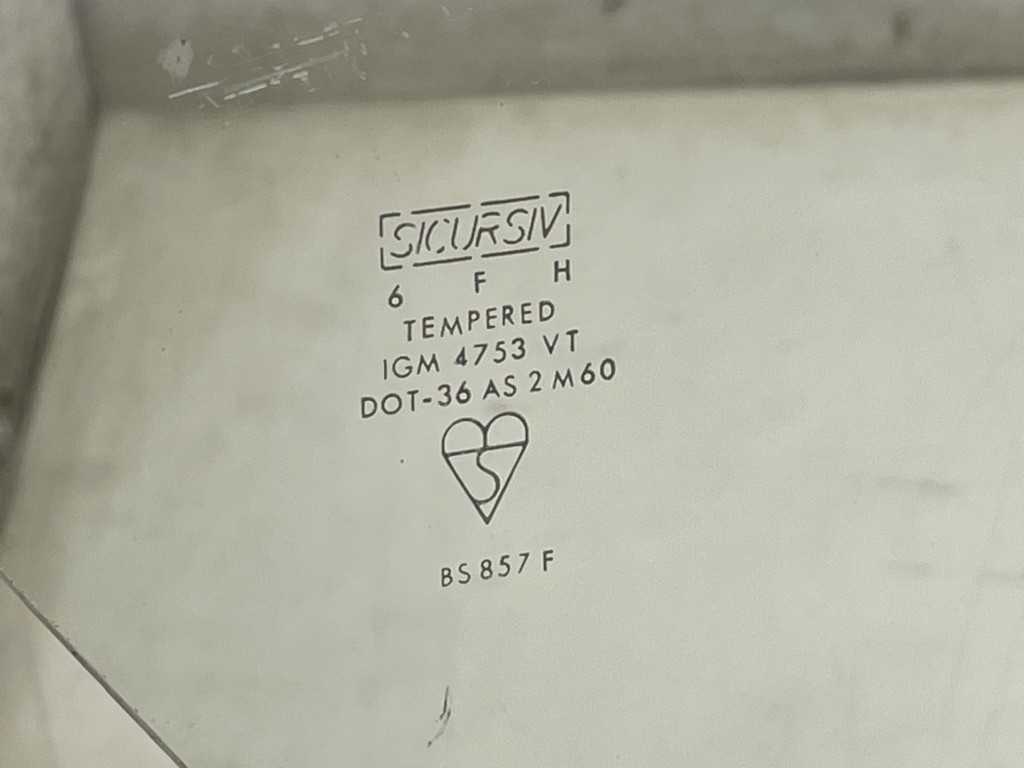 SICURSIV
6 F H
TEMPERED
IGM 4753 VT
DOT-36 AS 2 M60
BS 857 F